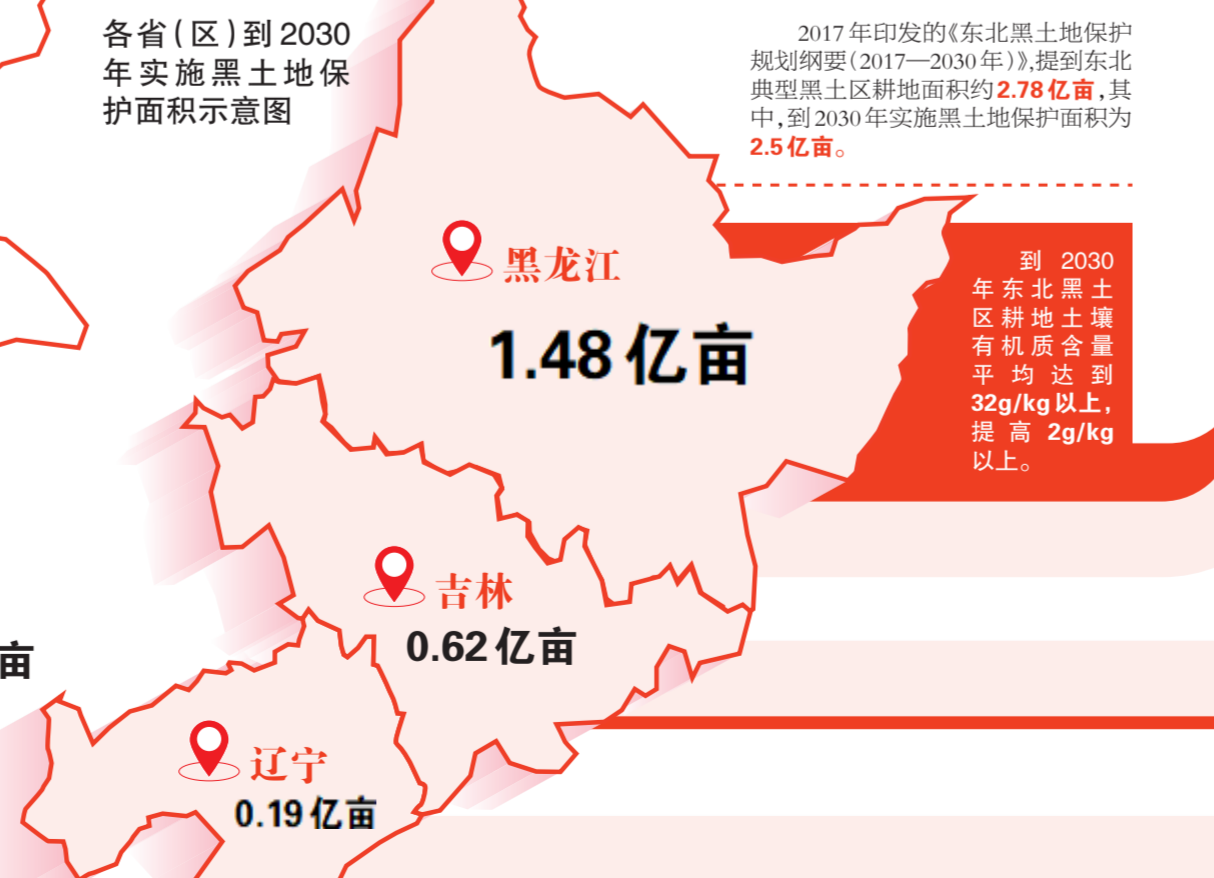 各省(区)到2030
年实施黑土地保
护面积示意图
2017年印发的《东北黑土地保护
规划纲要(2017—2030年)》,提到东北
典型黑土区耕地面积约2.78亿亩,其
中,到2030年实施黑土地保护面积为
2.5亿亩。
到2030
年东北黑土
区耕地土壤
有机质含量
平均达到
32g/kg以上,
提高2g/kg
以上。
黑龙江
1.48亿亩
吉林
0.62亿亩
亩
辽宁
0.19亿亩